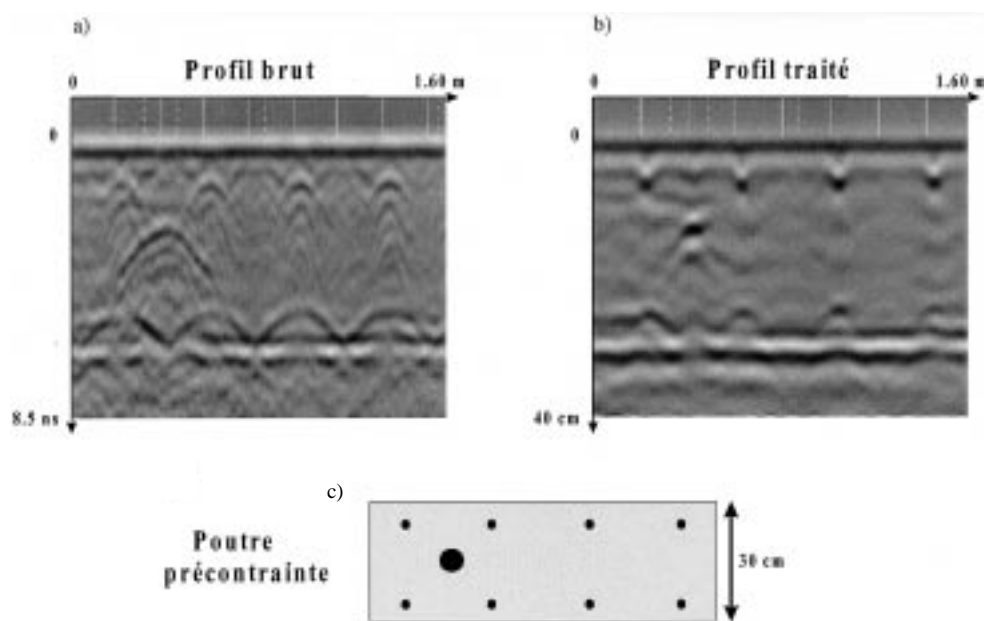 a)
Profil brut
0
1.60 m
0
8.5 ns
b)
Profil traité
0
1.60 m
0
40 cm
c)
Poutre
précontrainte
30 cm